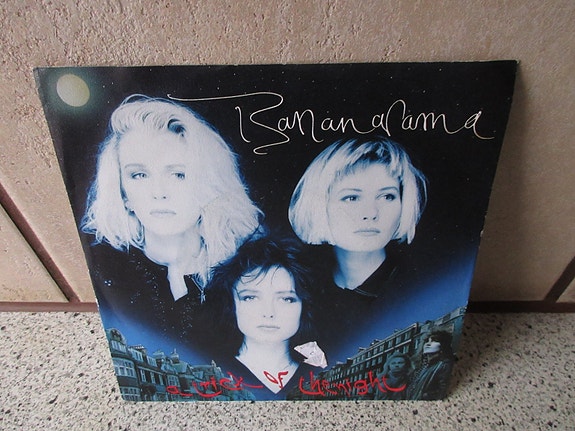 Bananarama
a trick of the night